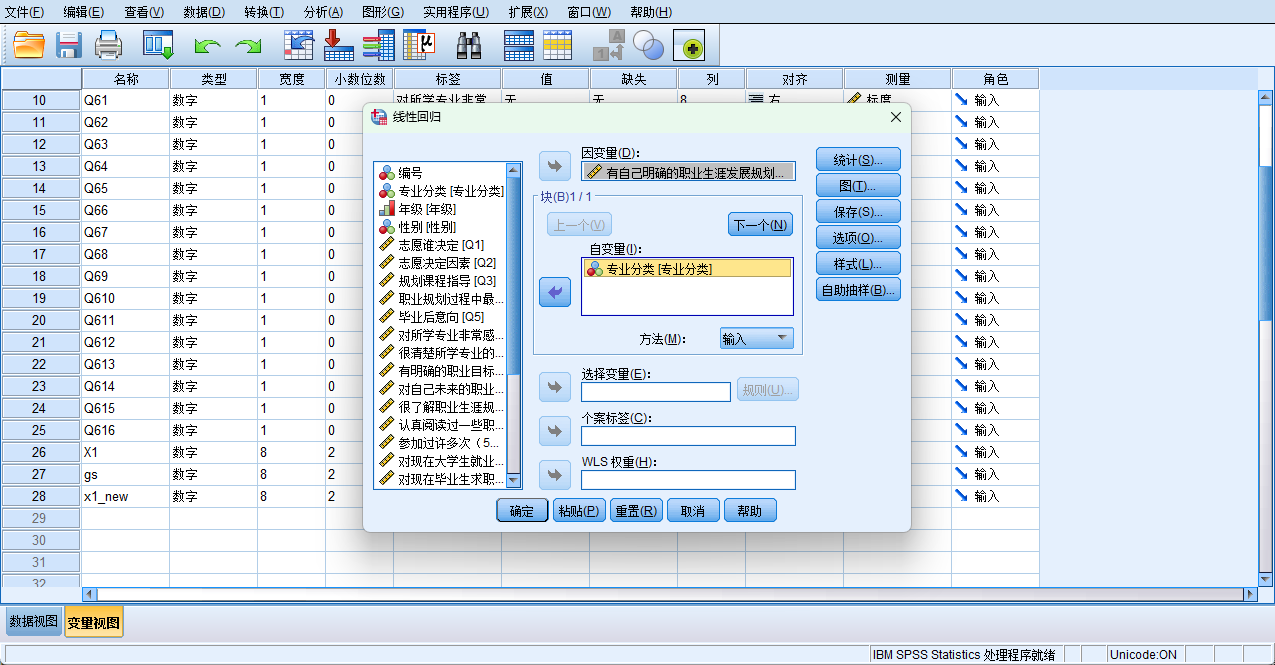 文件(F) 编辑(E) 查看(V) 数据(D) 转换(T) 分析(A) 图形(G) 实用程序(U) 扩展(X) 窗口(W) 帮助(H)
名称 类型 宽度 小数位数 标签 值 缺失 列 对齐 测量 角色
10 Q61 数字 1 0 对所学专业非常 无 无 8 右 标度 输入
11 Q62 数字 1 0 输入
12 Q63 数字 1 0 输入
13 Q64 数字 1 0 输入
14 Q65 数字 1 0 输入
15 Q66 数字 1 0 输入
16 Q67 数字 1 0 输入
17 Q68 数字 1 0 输入
18 Q69 数字 1 0 输入
19 Q610 数字 1 0 输入
20 Q611 数字 1 0 输入
21 Q612 数字 1 0 输入
22 Q613 数字 1 0 输入
23 Q614 数字 1 0 输入
24 Q615 数字 1 0 输入
25 Q616 数字 1 0 输入
26 X1 数字 8 2 输入
27 gs 数字 8 2 输入
28 x1_new 数字 8 2 输入
29
30
31
32
线性回归
编号
专业分类 [专业分类]
年级 [年级]
性别 [性别]
志愿谁决定 [Q1]
志愿决定因素 [Q2]
规划课程指导 [Q3]
职业规划过程中最...
毕业后意向 [Q5]
对所学专业非常感...
很清楚所学专业的...
有明确的职业目标...
对自己未来的职业...
很了解职业生涯规...
认真阅读过一些职...
参加过许多次（5...
对现在大学生就业...
对现在毕业生求职...
因变量(D):
有自己明确的职业生涯发展规划...
块(B)1 / 1
上一个(V) 下一个(N)
自变量(I):
专业分类 [专业分类]
方法(M): 输入
选择变量(E):
规则(U)...
个案标签(C):
WLS 权重(H):
统计(S)...
图(T)...
保存(S)...
选项(O)...
样式(L)...
自助抽样(B)...
确定 粘贴(P) 重置(R) 取消 帮助
数据视图 变量视图
IBM SPSS Statistics 处理程序就绪 Unicode:ON